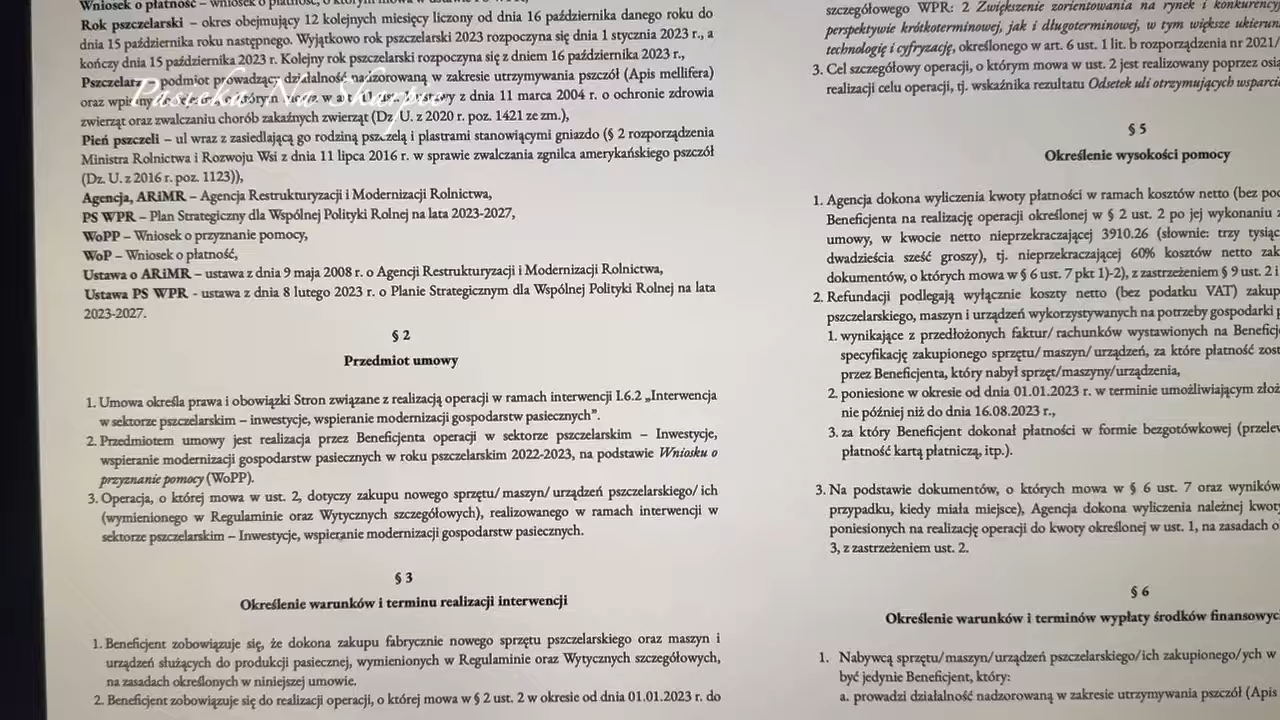 Wniosek o płatność – wniosek o płatność, o którym mowa w ustawie PS WPR,
Rok pszczelarski – okres obejmujący 12 kolejnych miesięcy liczony od dnia 16 października danego roku do
dnia 15 października roku następnego. Wyjątkowo rok pszczelarski 2023 rozpoczyna się dnia 1 stycznia 2023 r., a
kończy dnia 15 października 2023 r. Kolejny rok pszczelarski rozpoczyna się z dniem 16 października 2023 r.,
podmiot prowadzący działalność nadzorowaną w zakresie utrzymywania pszczół (Apis mellifera)
oraz z dnia 11 marca 2004 r. o ochronie zdrowia
zwierząt oraz zwalczaniu chorób zakaźnych zwierząt (Dz. U. z 2020 r. poz. 1421 ze zm.),
Pień pszczeli – ul wraz z zasiedlającą go rodziną pszczelą i plastrami stanowiącymi gniazdo (§ 2 rozporządzenia
Ministra Rolnictwa i Rozwoju Wsi z dnia 11 lipca 2016 r. w sprawie zwalczania zgnilca amerykańskiego pszczół
(Dz. U. z 2016 r. poz. 1123)),
Agencja, ARiMR – Agencja Restrukturyzacji i Modernizacji Rolnictwa,
PS WPR – Plan Strategiczny dla Wspólnej Polityki Rolnej na lata 2023-2027,
WoPP – Wniosek o przyznanie pomocy,
WoP – Wniosek o płatność,
Ustawa o ARiMR – ustawa z dnia 9 maja 2008 r. o Agencji Restrukturyzacji i Modernizacji Rolnictwa,
Ustawa PS WPR - ustawa z dnia 8 lutego 2023 r. o Planie Strategicznym dla Wspólnej Polityki Rolnej na lata
2023-2027.
§ 2
Przedmiot umowy
1. Umowa określa prawa i obowiązki Stron związane z realizacją operacji w ramach interwencji I.6.2 „Interwencja
w sektorze pszczelarskim – inwestycje, wspieranie modernizacji gospodarstw pasiecznych”.
2. Przedmiotem umowy jest realizacja przez Beneficjenta operacji w sektorze pszczelarskim – Inwestycje,
wspieranie modernizacji gospodarstw pasiecznych w roku pszczelarskim 2022-2023, na podstawie Wniosku o
przyznanie pomocy (WoPP).
3. Operacja, o której mowa w ust. 2, dotyczy zakupu nowego sprzętu/ maszyn/ urządzeń pszczelarskiego/ ich
(wymienionego w Regulaminie oraz Wytycznych szczegółowych), realizowanego w ramach interwencji w
sektorze pszczelarskim – Inwestycje, wspieranie modernizacji gospodarstw pasiecznych.
§ 3
Określenie warunków i terminu realizacji interwencji
1. Beneficjent zobowiązuje się, że dokona zakupu fabrycznie nowego sprzętu pszczelarskiego oraz maszyn i
urządzeń służących do produkcji pasiecznej, wymienionych w Regulaminie oraz Wytycznych szczegółowych,
na zasadach określonych w niniejszej umowie.
2. Beneficjent zobowiązuje się do realizacji operacji, o której mowa w § 2 ust. 2 w okresie od dnia 01.01.2023 r. do
szczegółowego WPR: 2 Zwiększenie zorientowania na rynek i
perspektywie krótkoterminowej, jak i długoterminowej, w tym większe
technologię i cyfryzację, określonego w art. 6 ust. 1 lit. b rozporządzenia nr 2021/
3. Cel szczegółowy operacji, o którym mowa w ust. 2 jest realizowany poprzez
realizacji celu operacji, tj. wskaźnika rezultatu Odsetek uli otrzymujących
§ 5
Określenie wysokości pomocy
1. Agencja dokona wyliczenia kwoty płatności w ramach kosztów netto (bez
Beneficjenta na realizację operacji określonej w § 2 ust. 2 po jej wykonaniu
umowy, w kwocie netto nieprzekraczającej 3910.26 (słownie: trzy
dwadzieścia sześć groszy), tj. nieprzekraczającej 60% kosztów netto
dokumentów, o których mowa w § 6 ust. 7 pkt 1)-2), z zastrzeżeniem § 9 ust. 2 i
2. Refundacji podlegają wyłącznie koszty netto (bez podatku VAT)
pszczelarskiego, maszyn i urządzeń wykorzystywanych na potrzeby gospodarki
1. wynikające z przedłożonych faktur/ rachunków wystawionych na
specyfikację zakupionego sprzętu/ maszyn/ urządzeń, za które płatność
przez Beneficjenta, który nabył sprzęt/maszyny/urządzenia,
2. poniesione w okresie od dnia 01.01.2023 r. w terminie umożliwiającym
nie później niż do dnia 16.08.2023 r.,
3. za który Beneficjent dokonał płatności w formie bezgotówkowej
płatność kartą płatniczą, itp.).
3. Na podstawie dokumentów, o których mowa w § 6 ust. 7 oraz wyników
przypadku, kiedy miała miejsce), Agencja dokona wyliczenia należnej
poniesionych na realizację operacji do kwoty określonej w ust. 1, na zasadach
3, z zastrzeżeniem ust. 2.
§ 6
Określenie warunków i terminów wypłaty środków
1. Nabywcą sprzętu/maszyn/urządzeń pszczelarskiego/ich zakupionego/ych w
być jedynie Beneficjent, który:
a. prowadzi działalność nadzorowaną w zakresie utrzymywania pszczół (Apis
Pasieka Na Skarpie